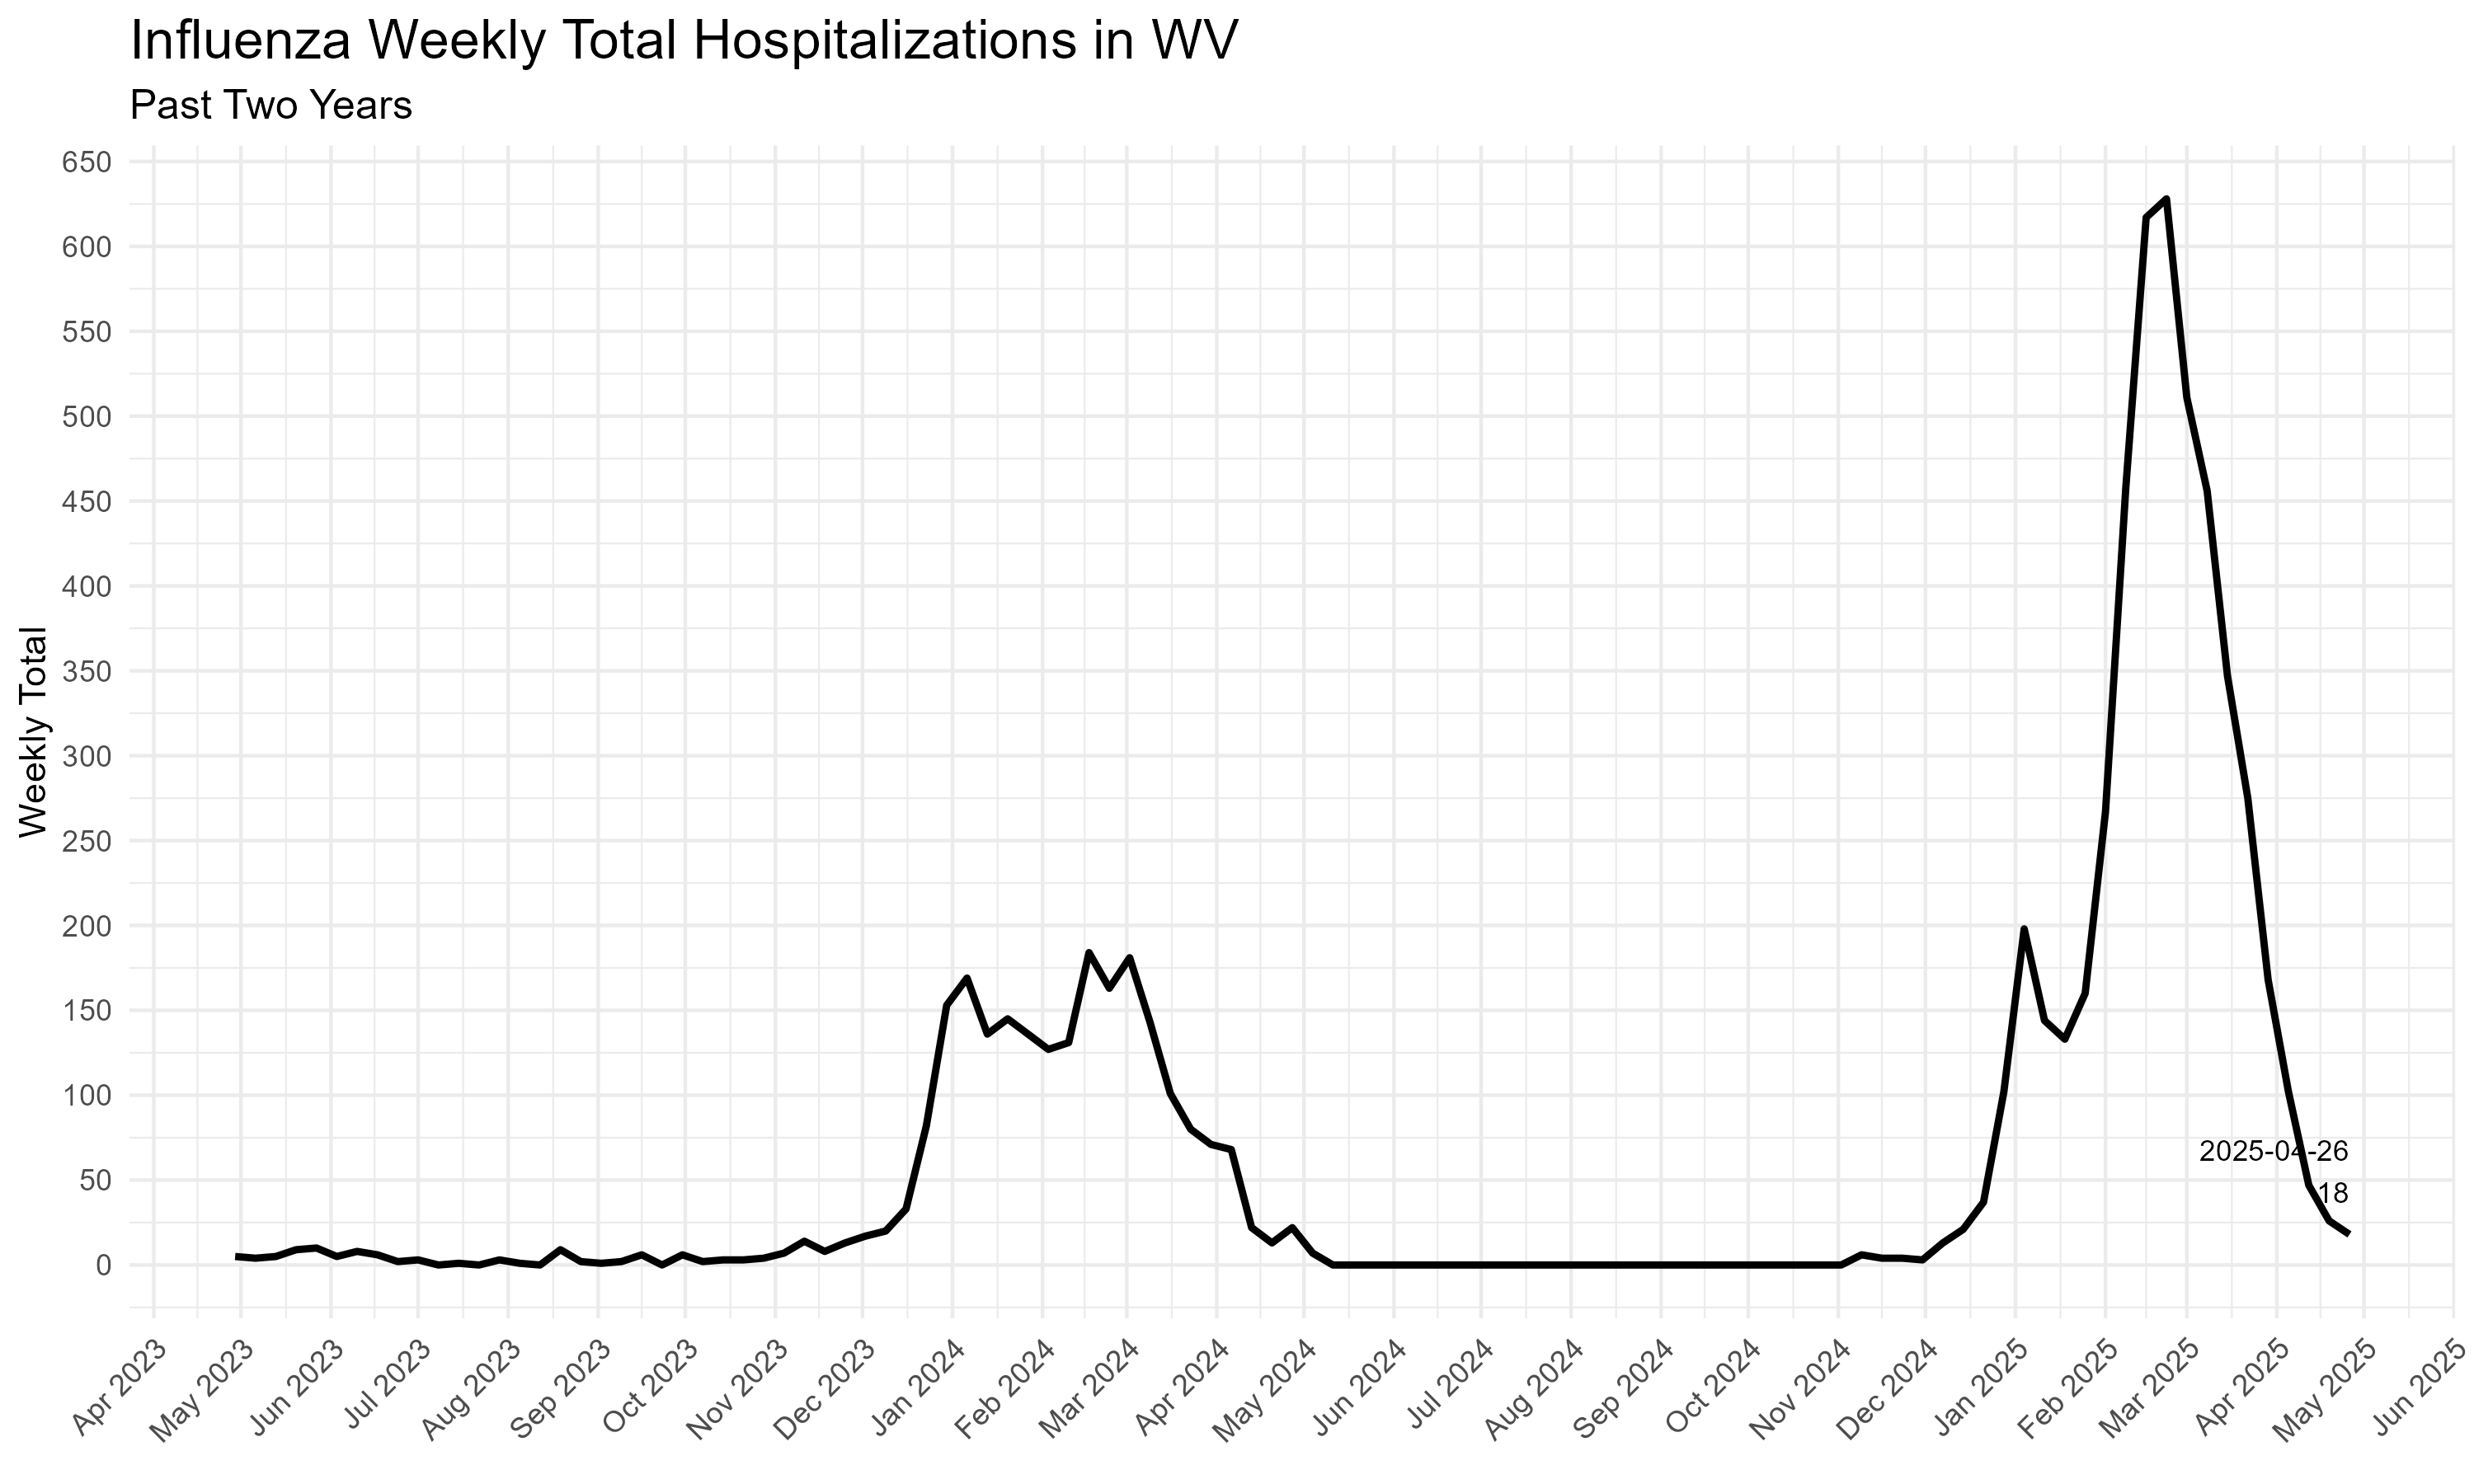 Influenza Weekly Total Hospitalizations in WV
Past Two Years
650
600
550
500
450
400
350
300
250
200
150
100
50
0
Weekly Total
2025-04-26
18
Apr 2023
May 2023
Jun 2023
Jul 2023
Aug 2023
Sep 2023
Oct 2023
Nov 2023
Dec 2023
Jan 2024
Feb 2024
Mar 2024
Apr 2024
May 2024
Jun 2024
Jul 2024
Aug 2024
Sep 2024
Oct 2024
Nov 2024
Dec 2024
Jan 2025
Feb 2025
Mar 2025
Apr 2025
May 2025
Jun 2025